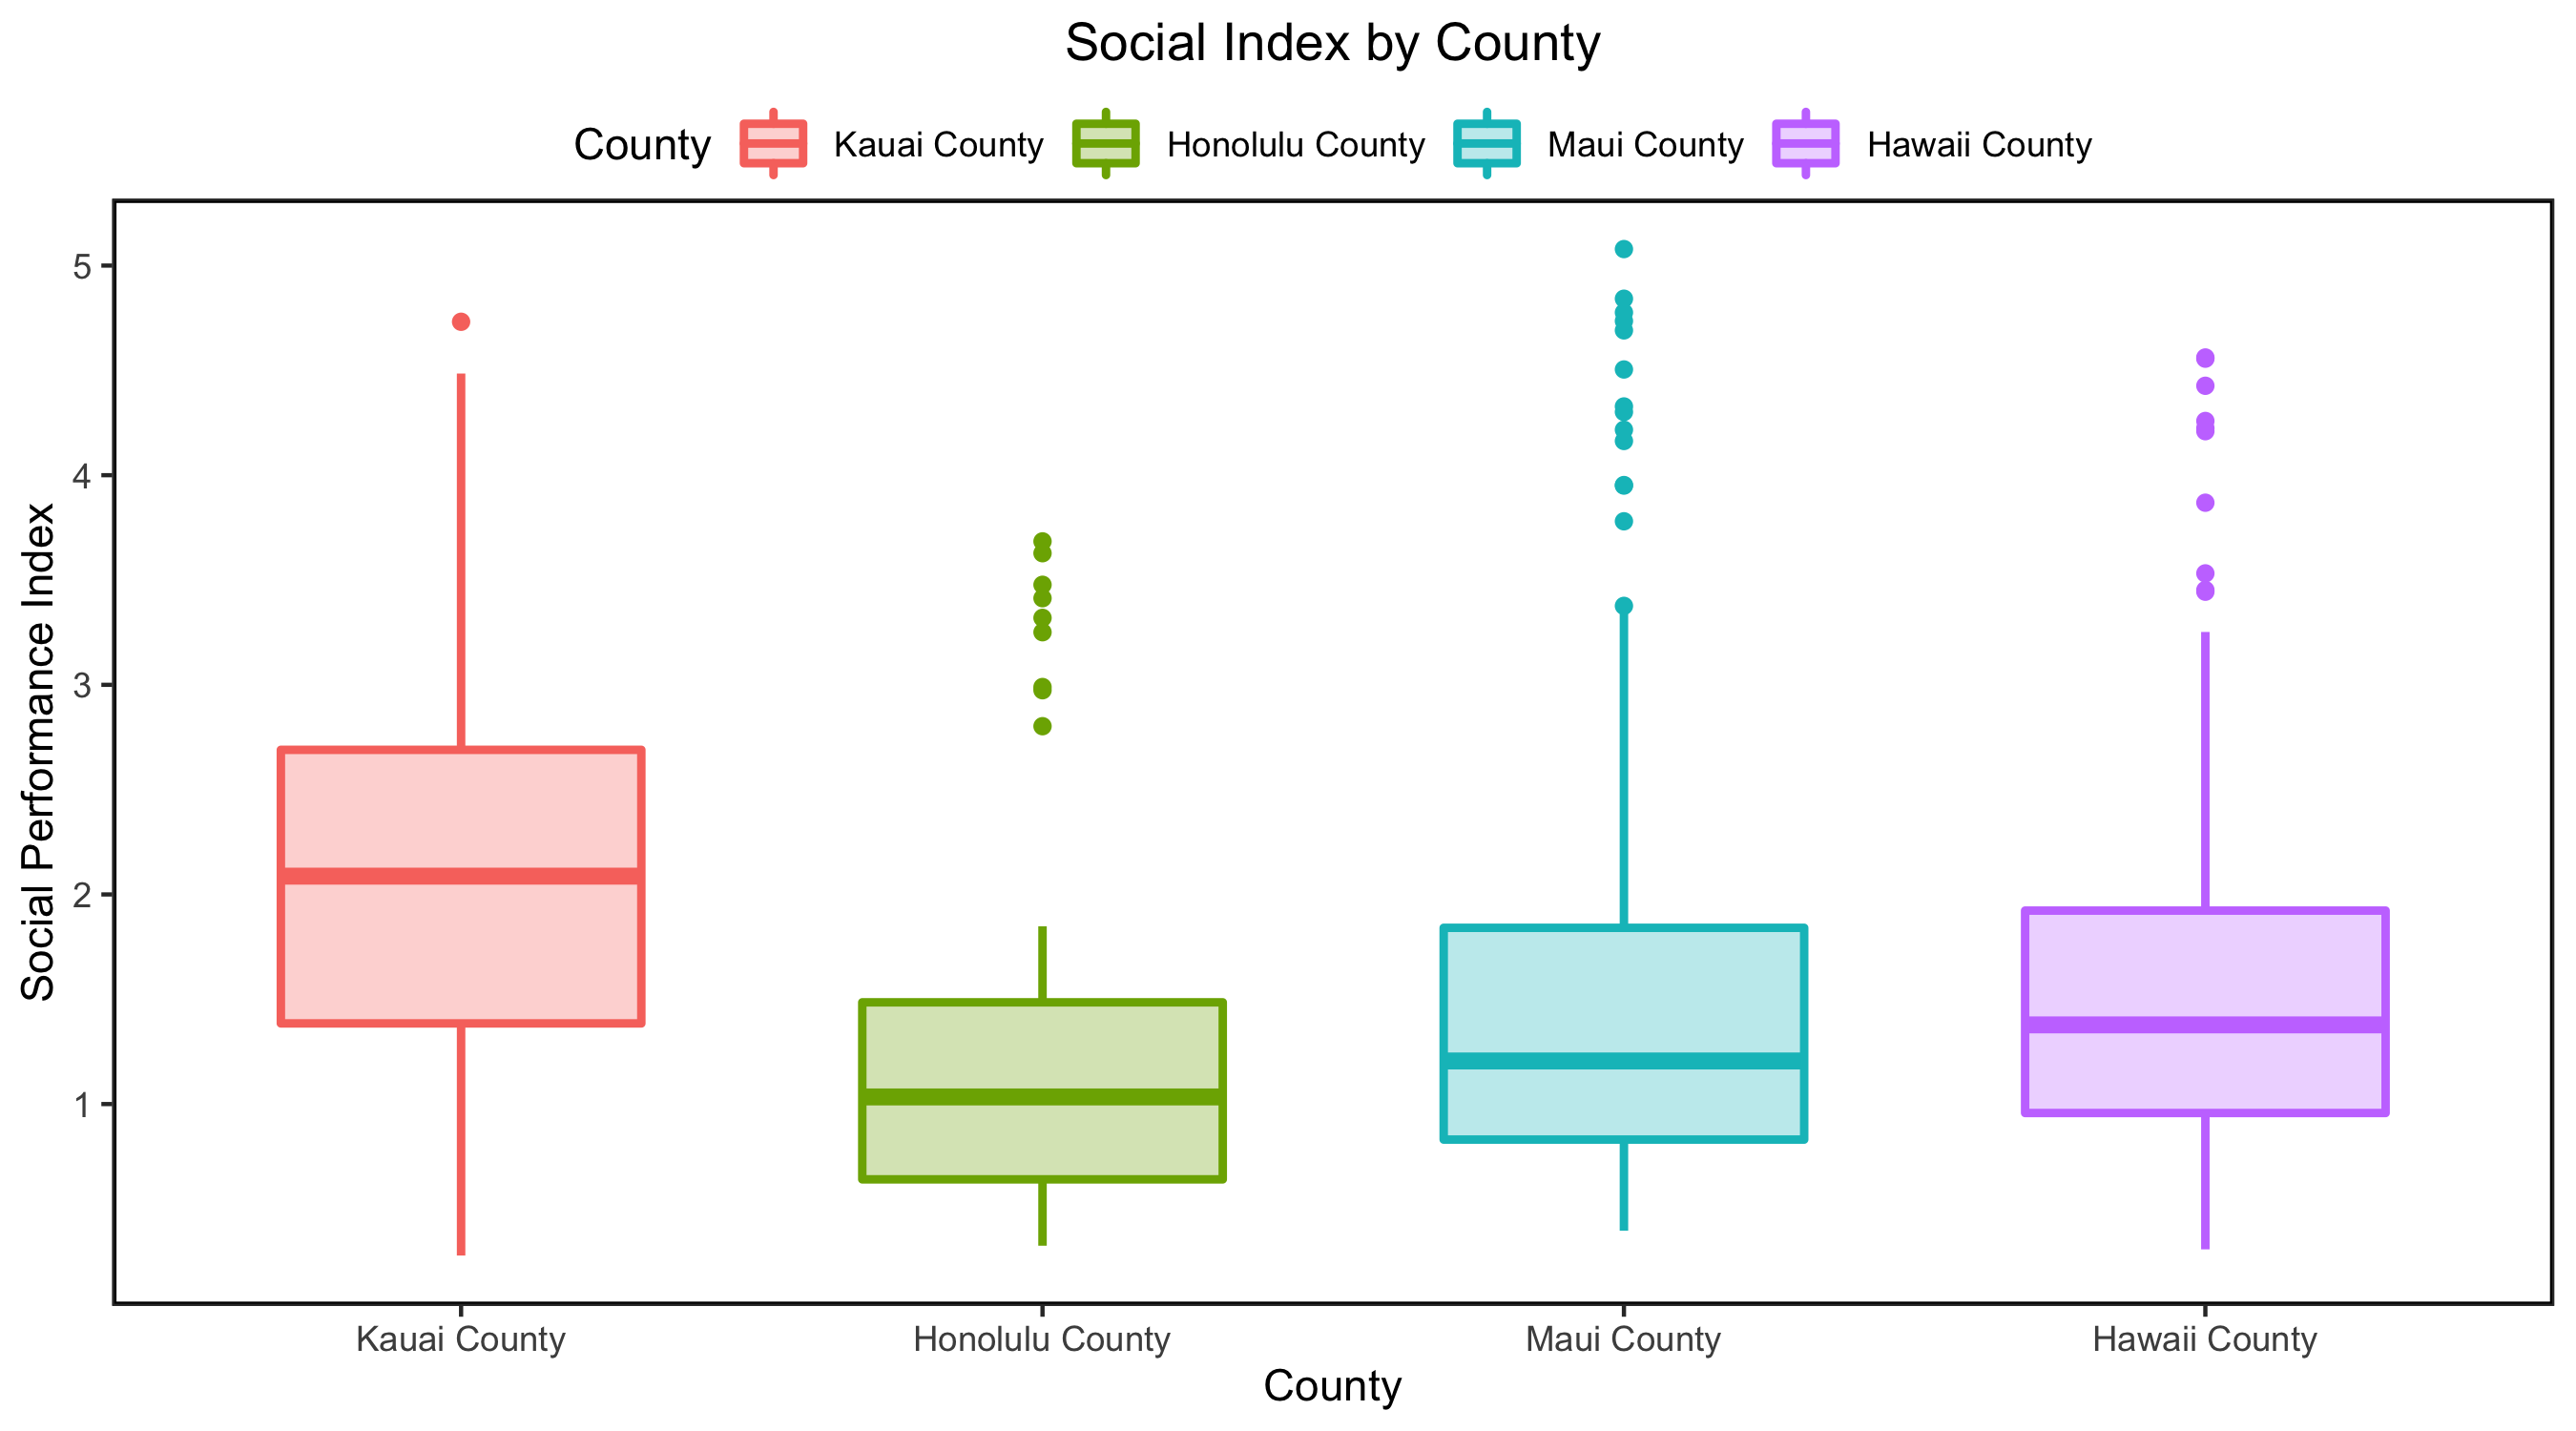 Social Index by County
County Kauai County Honolulu County Maui County Hawaii County
5
4
3
2
1
Social Performance Index
Kauai County Honolulu County Maui County Hawaii County
County